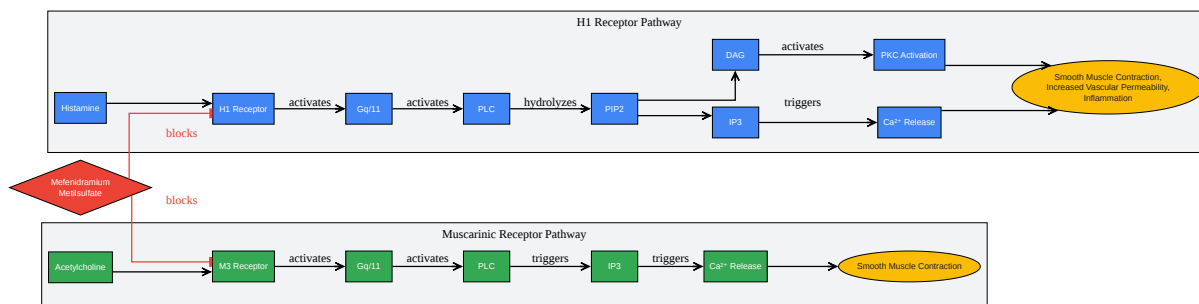 H1 Receptor Pathway
DAG
activates
PKC Activation
Smooth Muscle Contraction,
Increased Vascular Permeability,
Inflammation
Histamine
H1 Receptor
activates
Gq/11
activates
PLC
hydrolyzes
PIP2
triggers
IP3
Ca²⁺ Release
blocks
Mefenidramium
Metilsulfate
blocks
Muscarinic Receptor Pathway
Acetylcholine
M3 Receptor
activates
Gq/11
activates
PLC
triggers
IP3
triggers
Ca²⁺ Release
Smooth Muscle Contraction